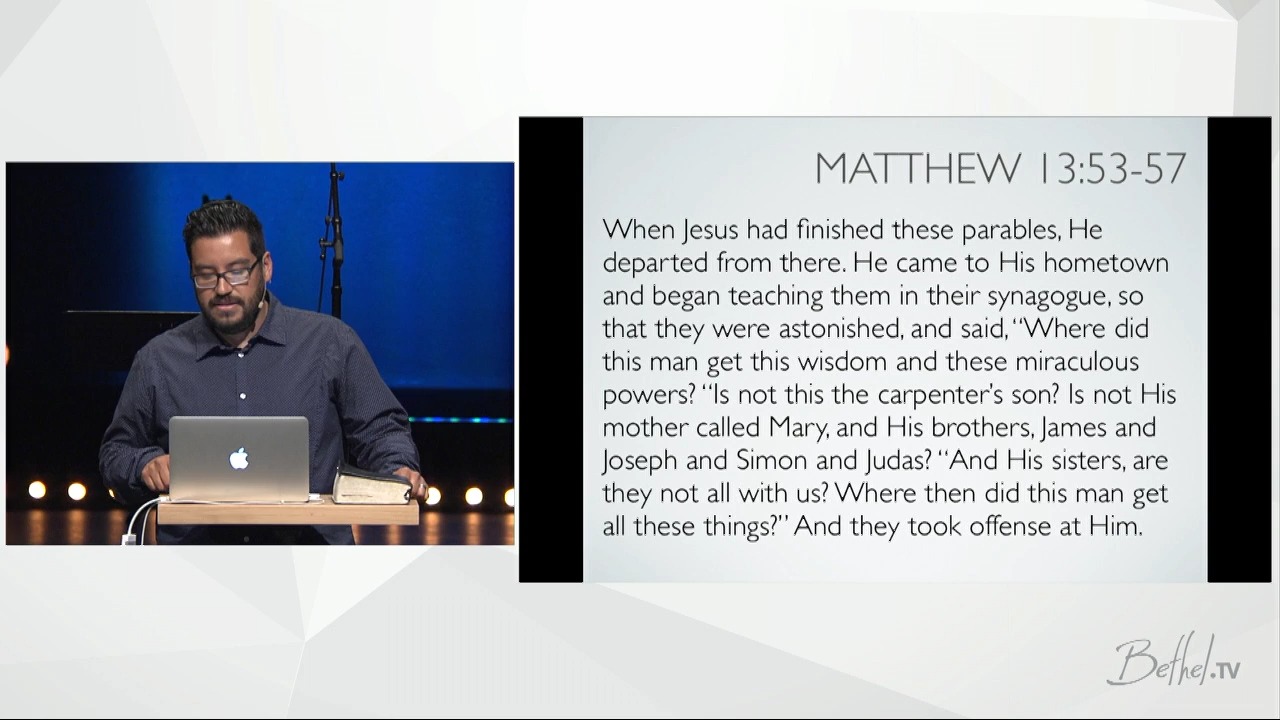 MATTHEW 13:53-57
When Jesus had finished these parables, He
departed from there. He came to His hometown
and began teaching them in their synagogue, so
that they were astonished, and said, “Where did
this man get this wisdom and these miraculous
powers? “Is not this the carpenter’s son? Is not His
mother called Mary, and His brothers, James and
Joseph and Simon and Judas? “And His sisters, are
they not all with us? Where then did this man get
all these things?” And they took offense at Him.
Bethel.TV